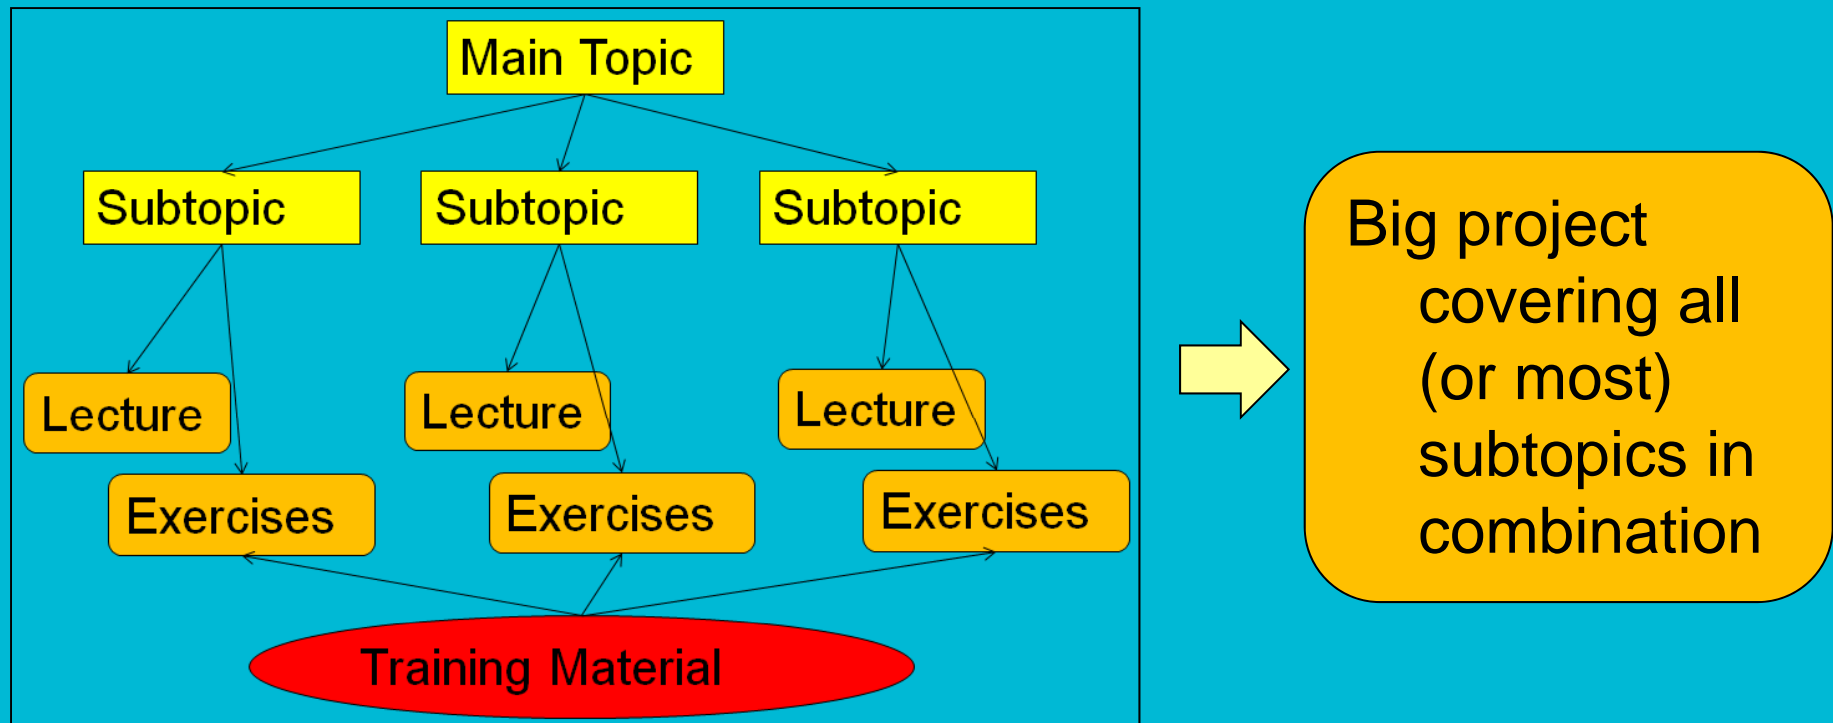 Main Topic
Subtopic
Subtopic
Subtopic
Lecture
Lecture
Lecture
Exercises
Exercises
Exercises
Training Material
Big project
covering all
(or most)
subtopics in
combination